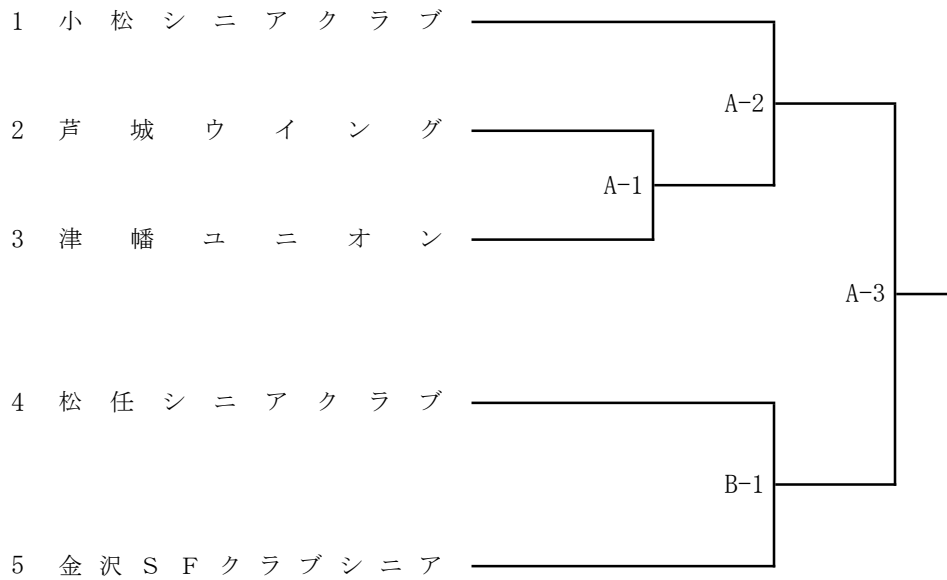 1 小松シニアクラブ
A-2
2 芦城ウイング
A-1
3 津幡ユニオン
A-3
4 松任シニアクラブ
B-1
5 金沢SFクラブシニア